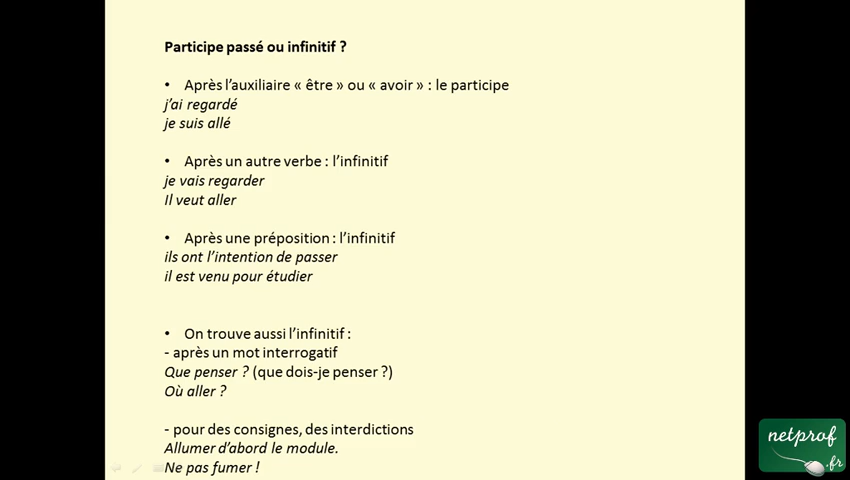 Participe passé ou infinitif ?
• Après l'auxiliaire « être » ou « avoir » : le participe
j'ai regardé
je suis allé
• Après un autre verbe : l'infinitif
je vais regarder
Il veut aller
• Après une préposition : l'infinitif
ils ont l'intention de passer
il est venu pour étudier
• On trouve aussi l'infinitif :
- après un mot interrogatif
Que penser ? (que dois-je penser ?)
Où aller ?
- pour des consignes, des interdictions
Allumer d'abord le module.
Ne pas fumer !
netprof
.fr